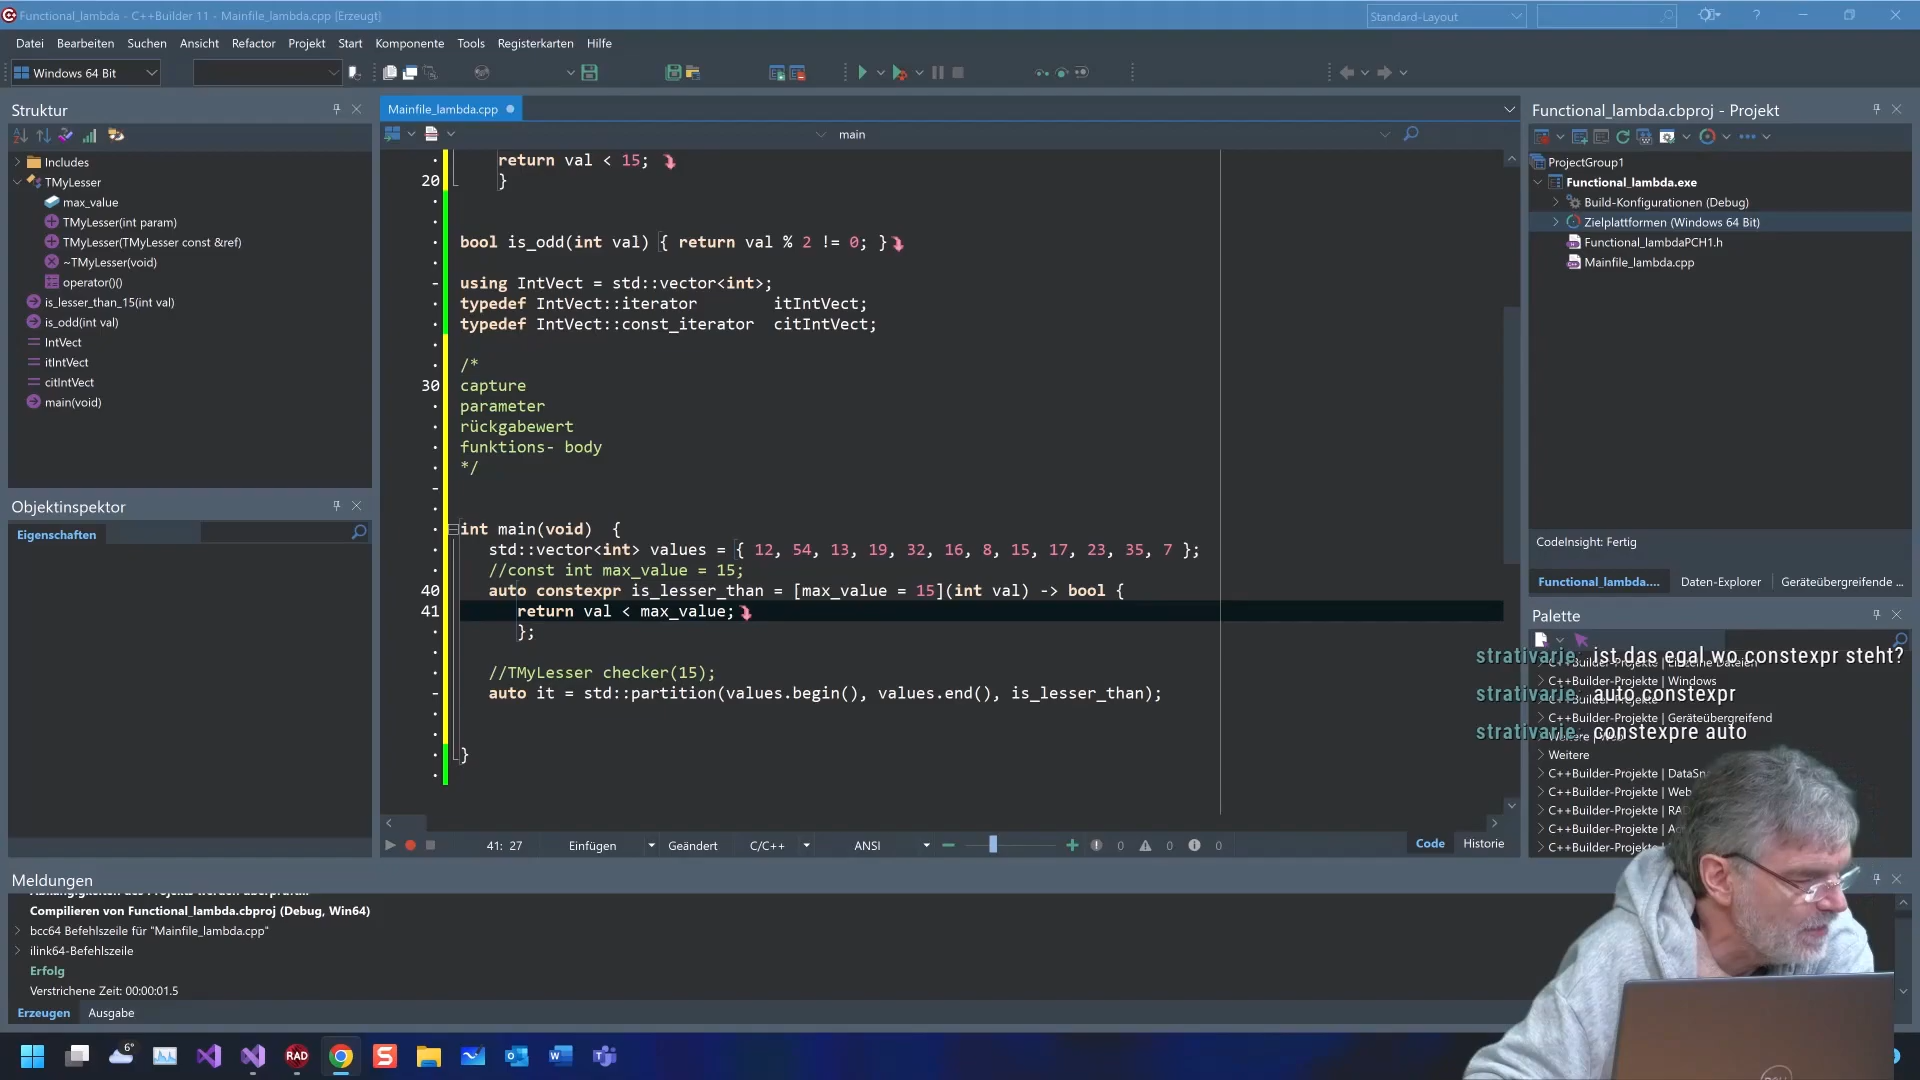 Functional_lambda - C++Builder 11 - Mainfile_lambda.cpp [Erzeugt]
Standard-Layout
Datei Bearbeiten Suchen Ansicht Refactor Projekt Start Komponente Tools Registerkarten Hilfe
Windows 64 Bit
Struktur
Includes
TMyLesser
max_value
TMyLesser(int param)
TMyLesser(TMyLesser const &ref)
~TMyLesser(void)
operator()()
is_lesser_than_15(int val)
is_odd(int val)
IntVect
itIntVect
citIntVect
main(void)
Objektinspektor
Eigenschaften
Mainfile_lambda.cpp
main
return val < 15;
20 }
bool is_odd(int val) { return val % 2 != 0; }
using IntVect = std::vector<int>;
typedef IntVect::iterator itIntVect;
typedef IntVect::const_iterator citIntVect;
/*
30 capture
parameter
rückgabewert
funktions- body
*/
int main(void) {
std::vector<int> values = { 12, 54, 13, 19, 32, 16, 8, 15, 17, 23, 35, 7 };
//const int max_value = 15;
40 auto constexpr is_lesser_than = [max_value = 15](int val) -> bool {
41 return val < max_value;
};
//TMyLesser checker(15);
auto it = std::partition(values.begin(), values.end(), is_lesser_than);
}
41: 27 Einfügen Geändert C/C++ ANSI 0 0 0 Code Historie
Functional_lambda.cbproj - Projekt
ProjectGroup1
Functional_lambda.exe
Build-Konfigurationen (Debug)
Zielplattformen (Windows 64 Bit)
Functional_lambdaPCH1.h
Mainfile_lambda.cpp
CodeInsight: Fertig
Functional_lambda.... Daten-Explorer Geräteübergreifende ...
Palette
strativarie: ist das egal wo constexpr steht?
C++Builder-Projekte | Einzelne Dateien
C++Builder-Projekte | Windows
strativarie: auto constexpr
C++Builder-Projekte
C++Builder-Projekte | Geräteübergreifend
strativarie: constexpre auto
Weitere | Web
Weitere
C++Builder-Projekte | DataSn
C++Builder-Projekte | Web
C++Builder-Projekte | RA
C++Builder-Projekte | A
C++Builder-Projekte |
Meldungen
Abhängigkeiten des Projekts werden überprüft...
Compilieren von Functional_lambda.cbproj (Debug, Win64)
bcc64 Befehlszeile für "Mainfile_lambda.cpp"
ilink64-Befehlszeile
Erfolg
Verstrichene Zeit: 00:00:01.5
Erzeugen Ausgabe
6°
RAD